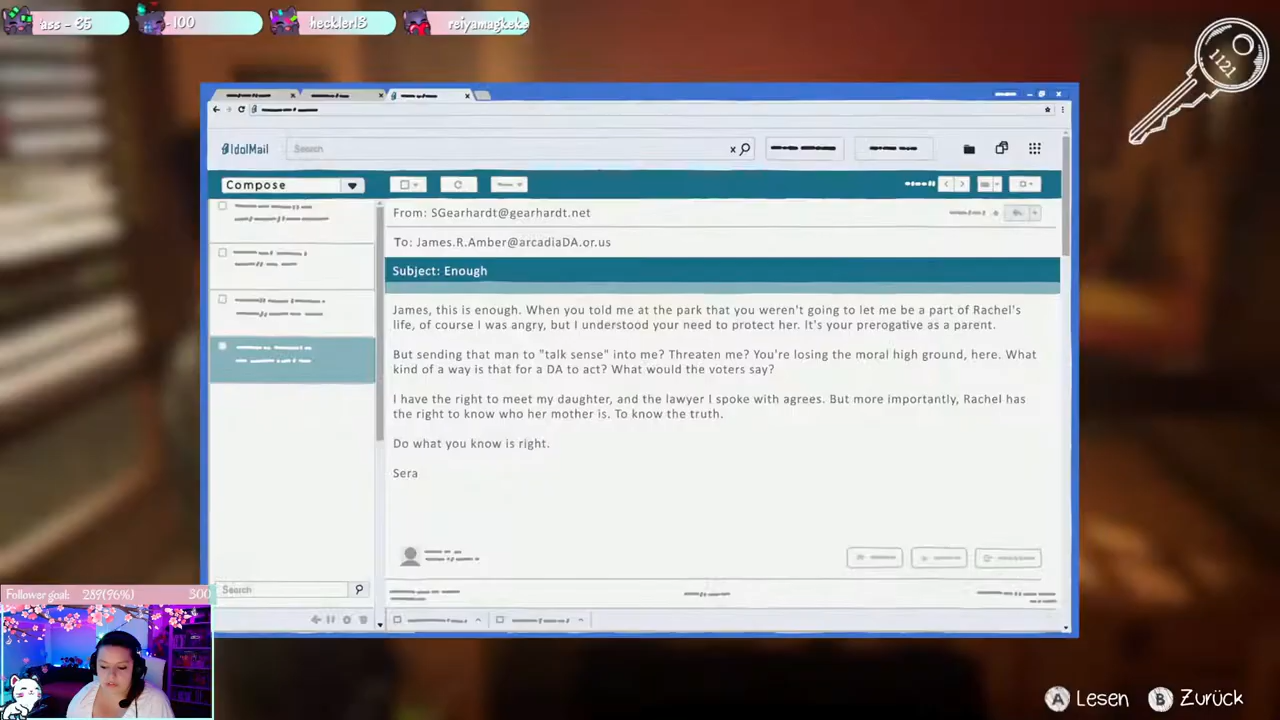 ass - €5
-100
heckler13
reiyamagikeks
1121
IdolMail
Search
Compose
From: SGearhardt@gearhardt.net
To: James.R.Amber@arcadiaDA.or.us
Subject: Enough
James, this is enough. When you told me at the park that you weren't going to let me be a part of Rachel's
life, of course I was angry, but I understood your need to protect her. It's your prerogative as a parent.
But sending that man to "talk sense" into me? Threaten me? You're losing the moral high ground, here. What
kind of a way is that for a DA to act? What would the voters say?
I have the right to meet my daughter, and the lawyer I spoke with agrees. But more importantly, Rachel has
the right to know who her mother is. To know the truth.
Do what you know is right.
Sera
Search
Follower goal: 289(96%) 300
A Lesen B Zurück